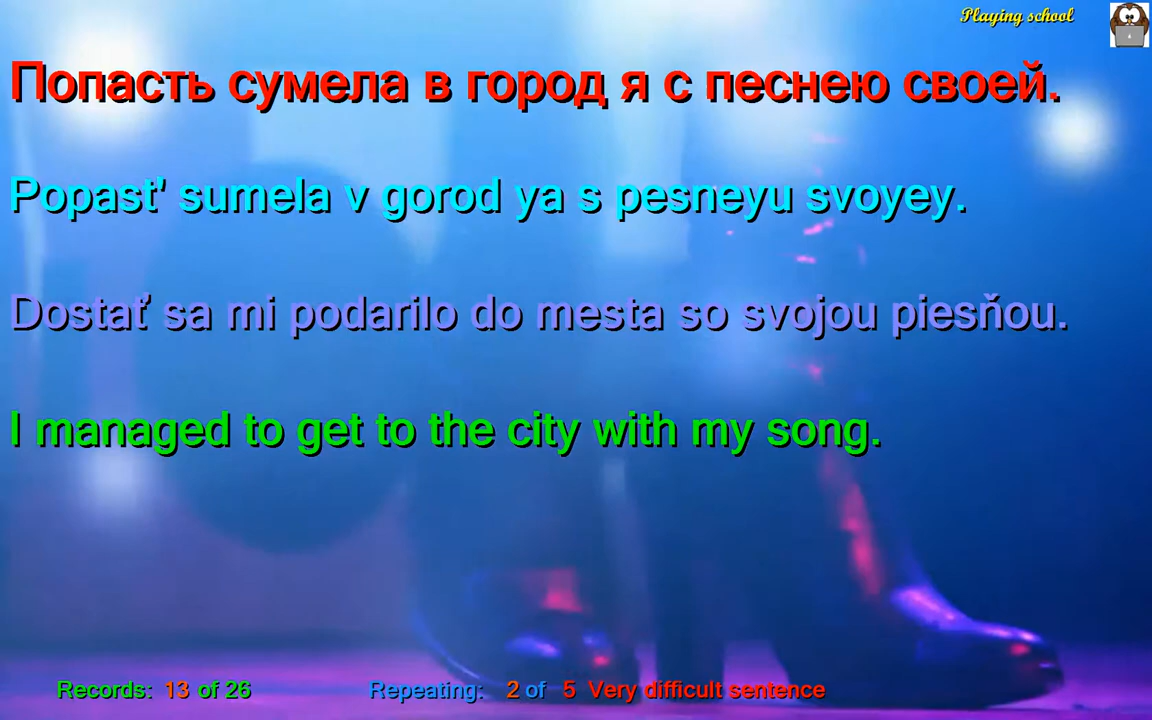 Playing school
Попасть сумела в город я с песнею своей.
Popast' sumela v gorod ya s pesneyu svoyey.
Dostať sa mi podarilo do mesta so svojou piesňou.
I managed to get to the city with my song.
Records: 13 of 26 Repeating: 2 of 5 Very difficult sentence